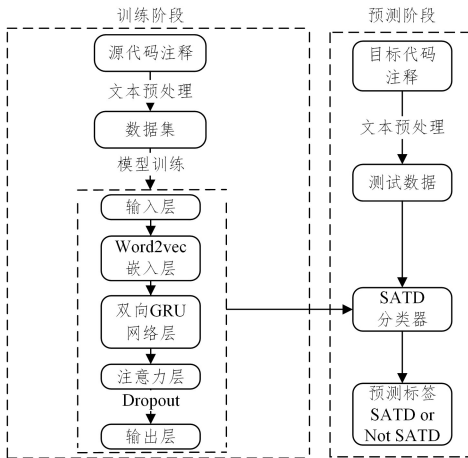 训练阶段
源代码注释
文本预处理
数据集
模型训练
输入层
Word2vec
嵌入层
双向GRU
网络层
注意力层
Dropout
输出层
预测阶段
目标代码
注释
文本预处理
测试数据
SATD
分类器
预测标签
SATD or
Not SATD